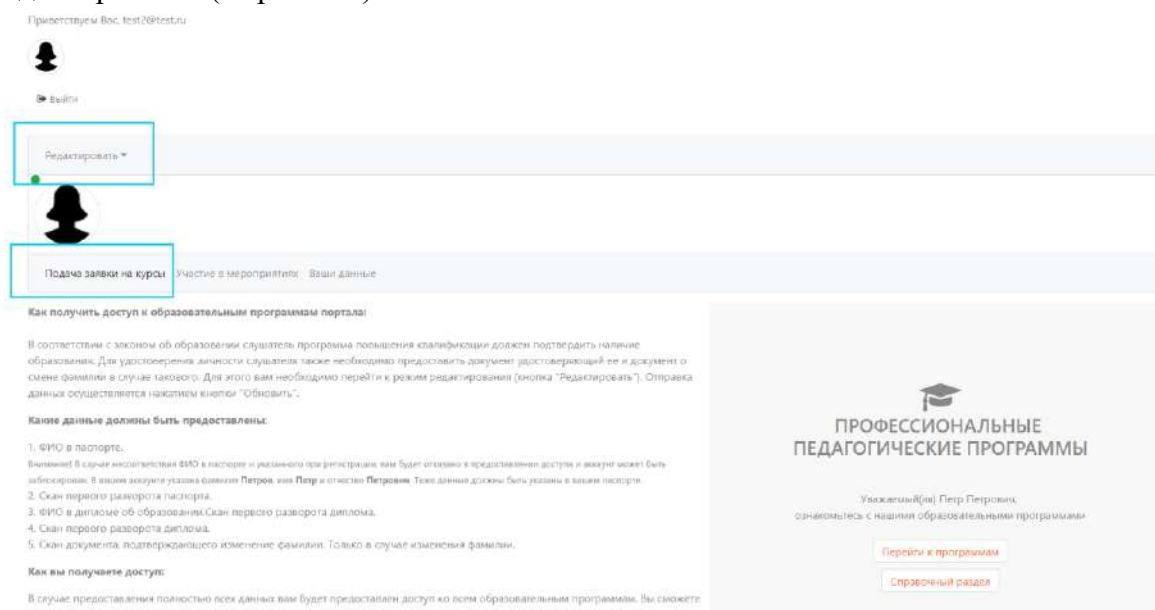 Приветствуем Вас, test2@test.ru
Выйти
Редактировать
Подача заявки на курсы Участие в мероприятиях Ваши данные
Как получить доступ к образовательным программам портала:
В соответствии с законом об образовании слушатель программа повышения квалификации должен подтвердить наличие
образования. Для удостоверения личности слушателя также необходимо предоставить документ удостоверяющий ее и документ о
смене фамилии в случае такового. Для этого вам необходимо перейти к режим редактирования (кнопка "Редактировать"). Отправка
данных осуществляется нажатием кнопки "Обновить".
Какие данные должны быть предоставлены:
1. ФИО в паспорте.
Внимание! В случае несоответствия ФИО в паспорте и указанного при регистрации, вам будет отказано в предоставлении доступа и аккаунт может быть
заблокирован. В вашем аккаунте указана фамилия Петров, имя Петр и отчество Петрович. Теже данные должны быть указаны в вашем паспорте.
2. Скан первого разворота паспорта.
3. ФИО в дипломе об образовании.Скан первого разворота диплома.
4. Скан первого разворота диплома.
5. Скан документа, подтверждающего изменение фамилии. Только в случае изменения фамилии.
Как вы получаете доступ:
В случае предоставления полностью всех данных вам будет предоставлен доступ ко всем образовательным программам. Вы сможете
ПРОФЕССИОНАЛЬНЫЕ
ПЕДАГОГИЧЕСКИЕ ПРОГРАММЫ
Уважаемый(ая) Петр Петрович,
ознакомьтесь с нашими образовательными программами
Перейти к программам
Справочный раздел